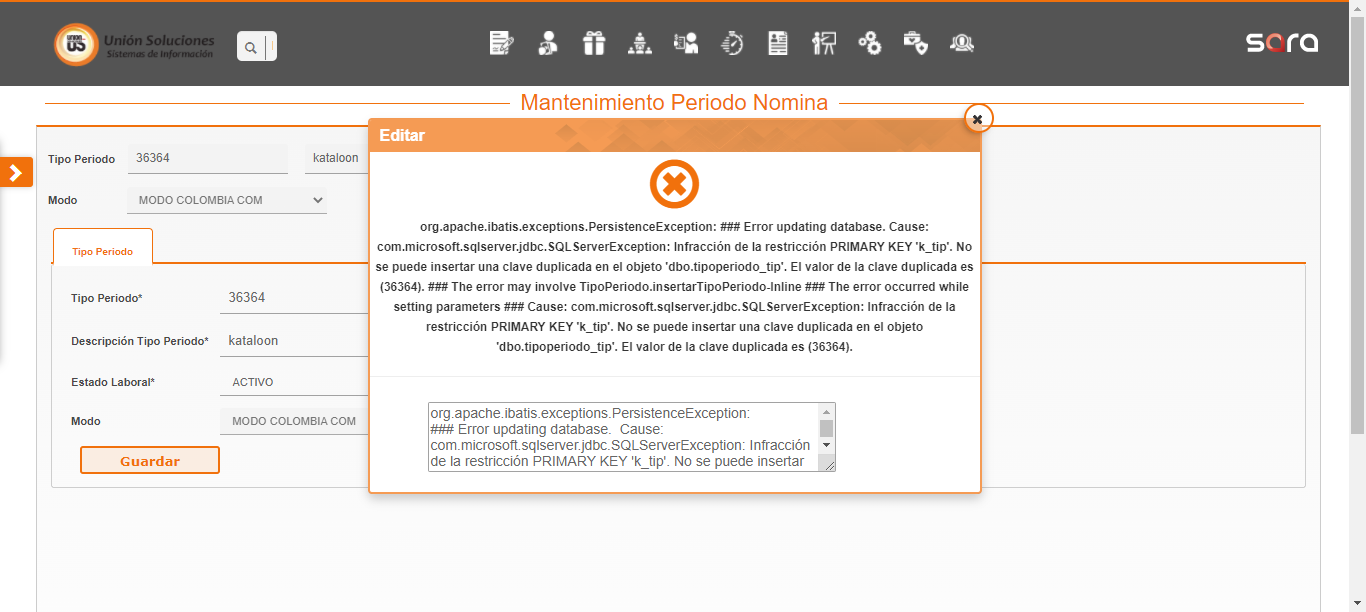 Unión Soluciones
Sistemas de Información
sara
Mantenimiento Periodo Nomina
Editar
Tipo Periodo 36364 kataloon
Modo MODO COLOMBIA COM
Tipo Periodo
Tipo Periodo* 36364
Descripción Tipo Periodo* kataloon
Estado Laboral* ACTIVO
Modo MODO COLOMBIA COM
Guardar
org.apache.ibatis.exceptions.PersistenceException: ### Error updating database. Cause:
com.microsoft.sqlserver.jdbc.SQLServerException: Infracción de la restricción PRIMARY KEY 'k_tip'. No
se puede insertar una clave duplicada en el objeto 'dbo.tipoperiodo_tip'. El valor de la clave duplicada es
(36364). ### The error may involve TipoPeriodo.insertarTipoPeriodo-Inline ### The error occurred while
setting parameters ### Cause: com.microsoft.sqlserver.jdbc.SQLServerException: Infracción de la
restricción PRIMARY KEY 'k_tip'. No se puede insertar una clave duplicada en el objeto
'dbo.tipoperiodo_tip'. El valor de la clave duplicada es (36364).
org.apache.ibatis.exceptions.PersistenceException:
### Error updating database.  Cause:
com.microsoft.sqlserver.jdbc.SQLServerException: Infracción
de la restricción PRIMARY KEY 'k_tip'. No se puede insertar